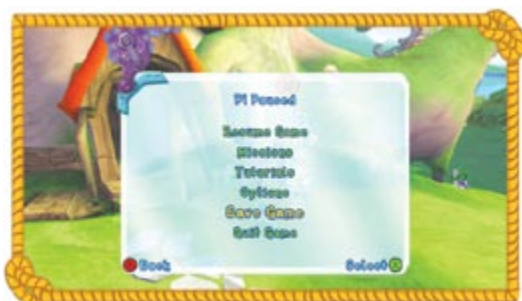 P1 Paused
Resume Game
Missions
Tutorials
Options
Save Game
Quit Game
Back Select A